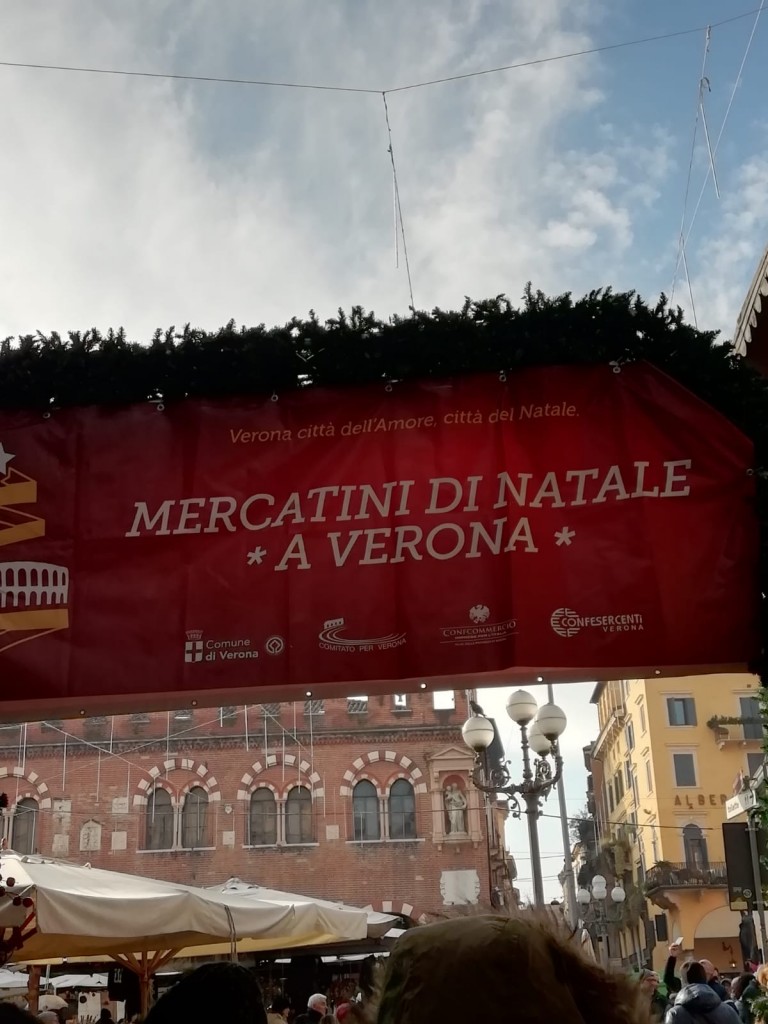 Verona città dell'Amore, città del Natale.
MERCATINI DI NATALE
* A VERONA *
Comune
di Verona
COMITATO PER VERONA
CONFCOMMERCIO
CONFESERCENTI
VERONA
ALBER